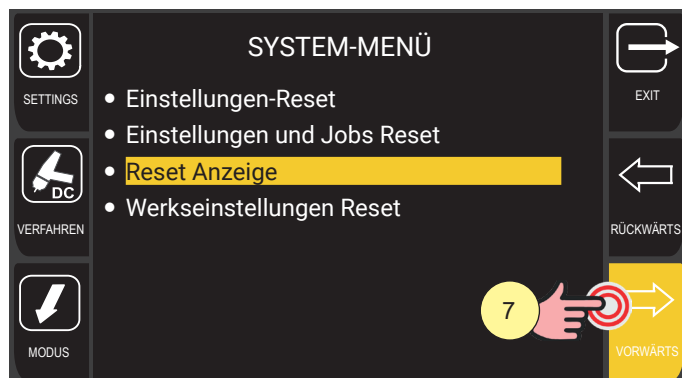 SYSTEM-MENÜ
SETTINGS
EXIT
Einstellungen-Reset
Einstellungen und Jobs Reset
Reset Anzeige
Werkseinstellungen Reset
DC
VERFAHREN
RÜCKWÄRTS
7
MODUS
VORWÄRTS